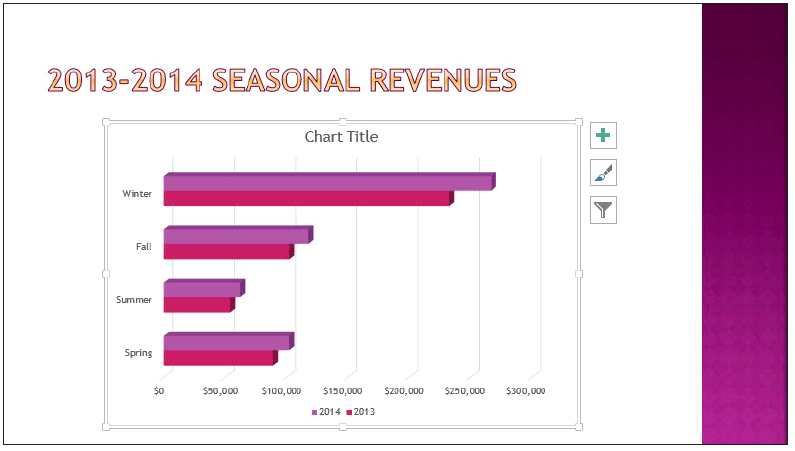 2013-2014 SEASONAL REVENUES
Chart Title
Winter
Fall
Summer
Spring
$0 $50,000 $100,000 $150,000 $200,000 $250,000 $300,000
2014 2013